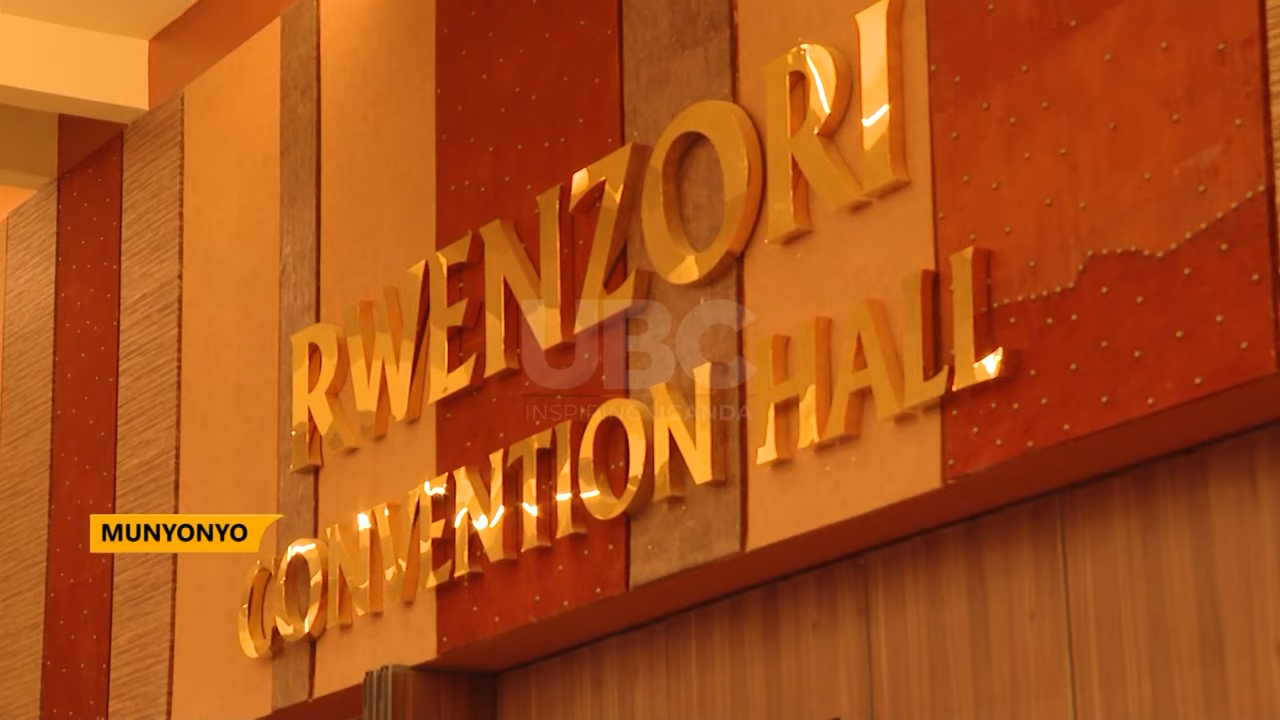 RWENZORI
CONVENTION HALL
UBC
INSPIRING UGANDA
MUNYONYO